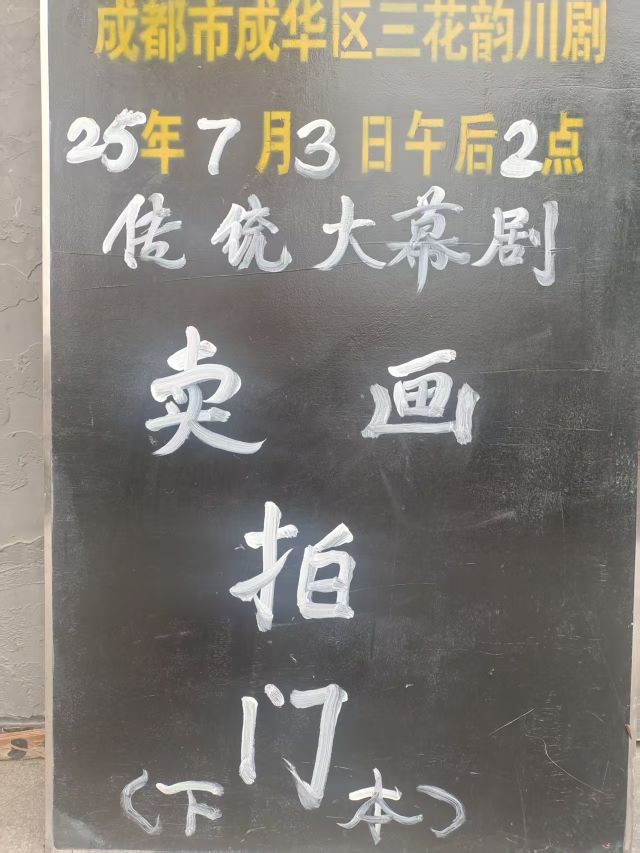 成都市成华区三花韵川剧
25年7月3日午后2点
传统大幕剧
卖画
拍
门
（下本）